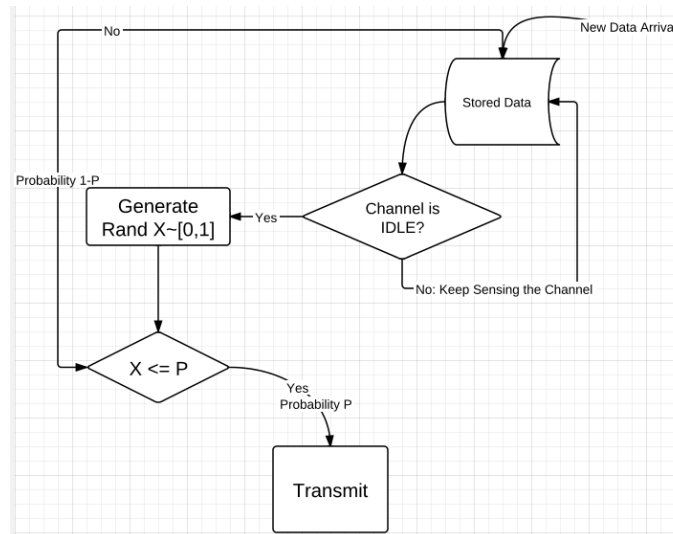 No
New Data Arriva
Stored Data
Probability 1-P
Generate
Rand X~[0,1]
Yes
Channel is
IDLE?
No: Keep Sensing the Channel
X <= P
Yes
Probability P
Transmit